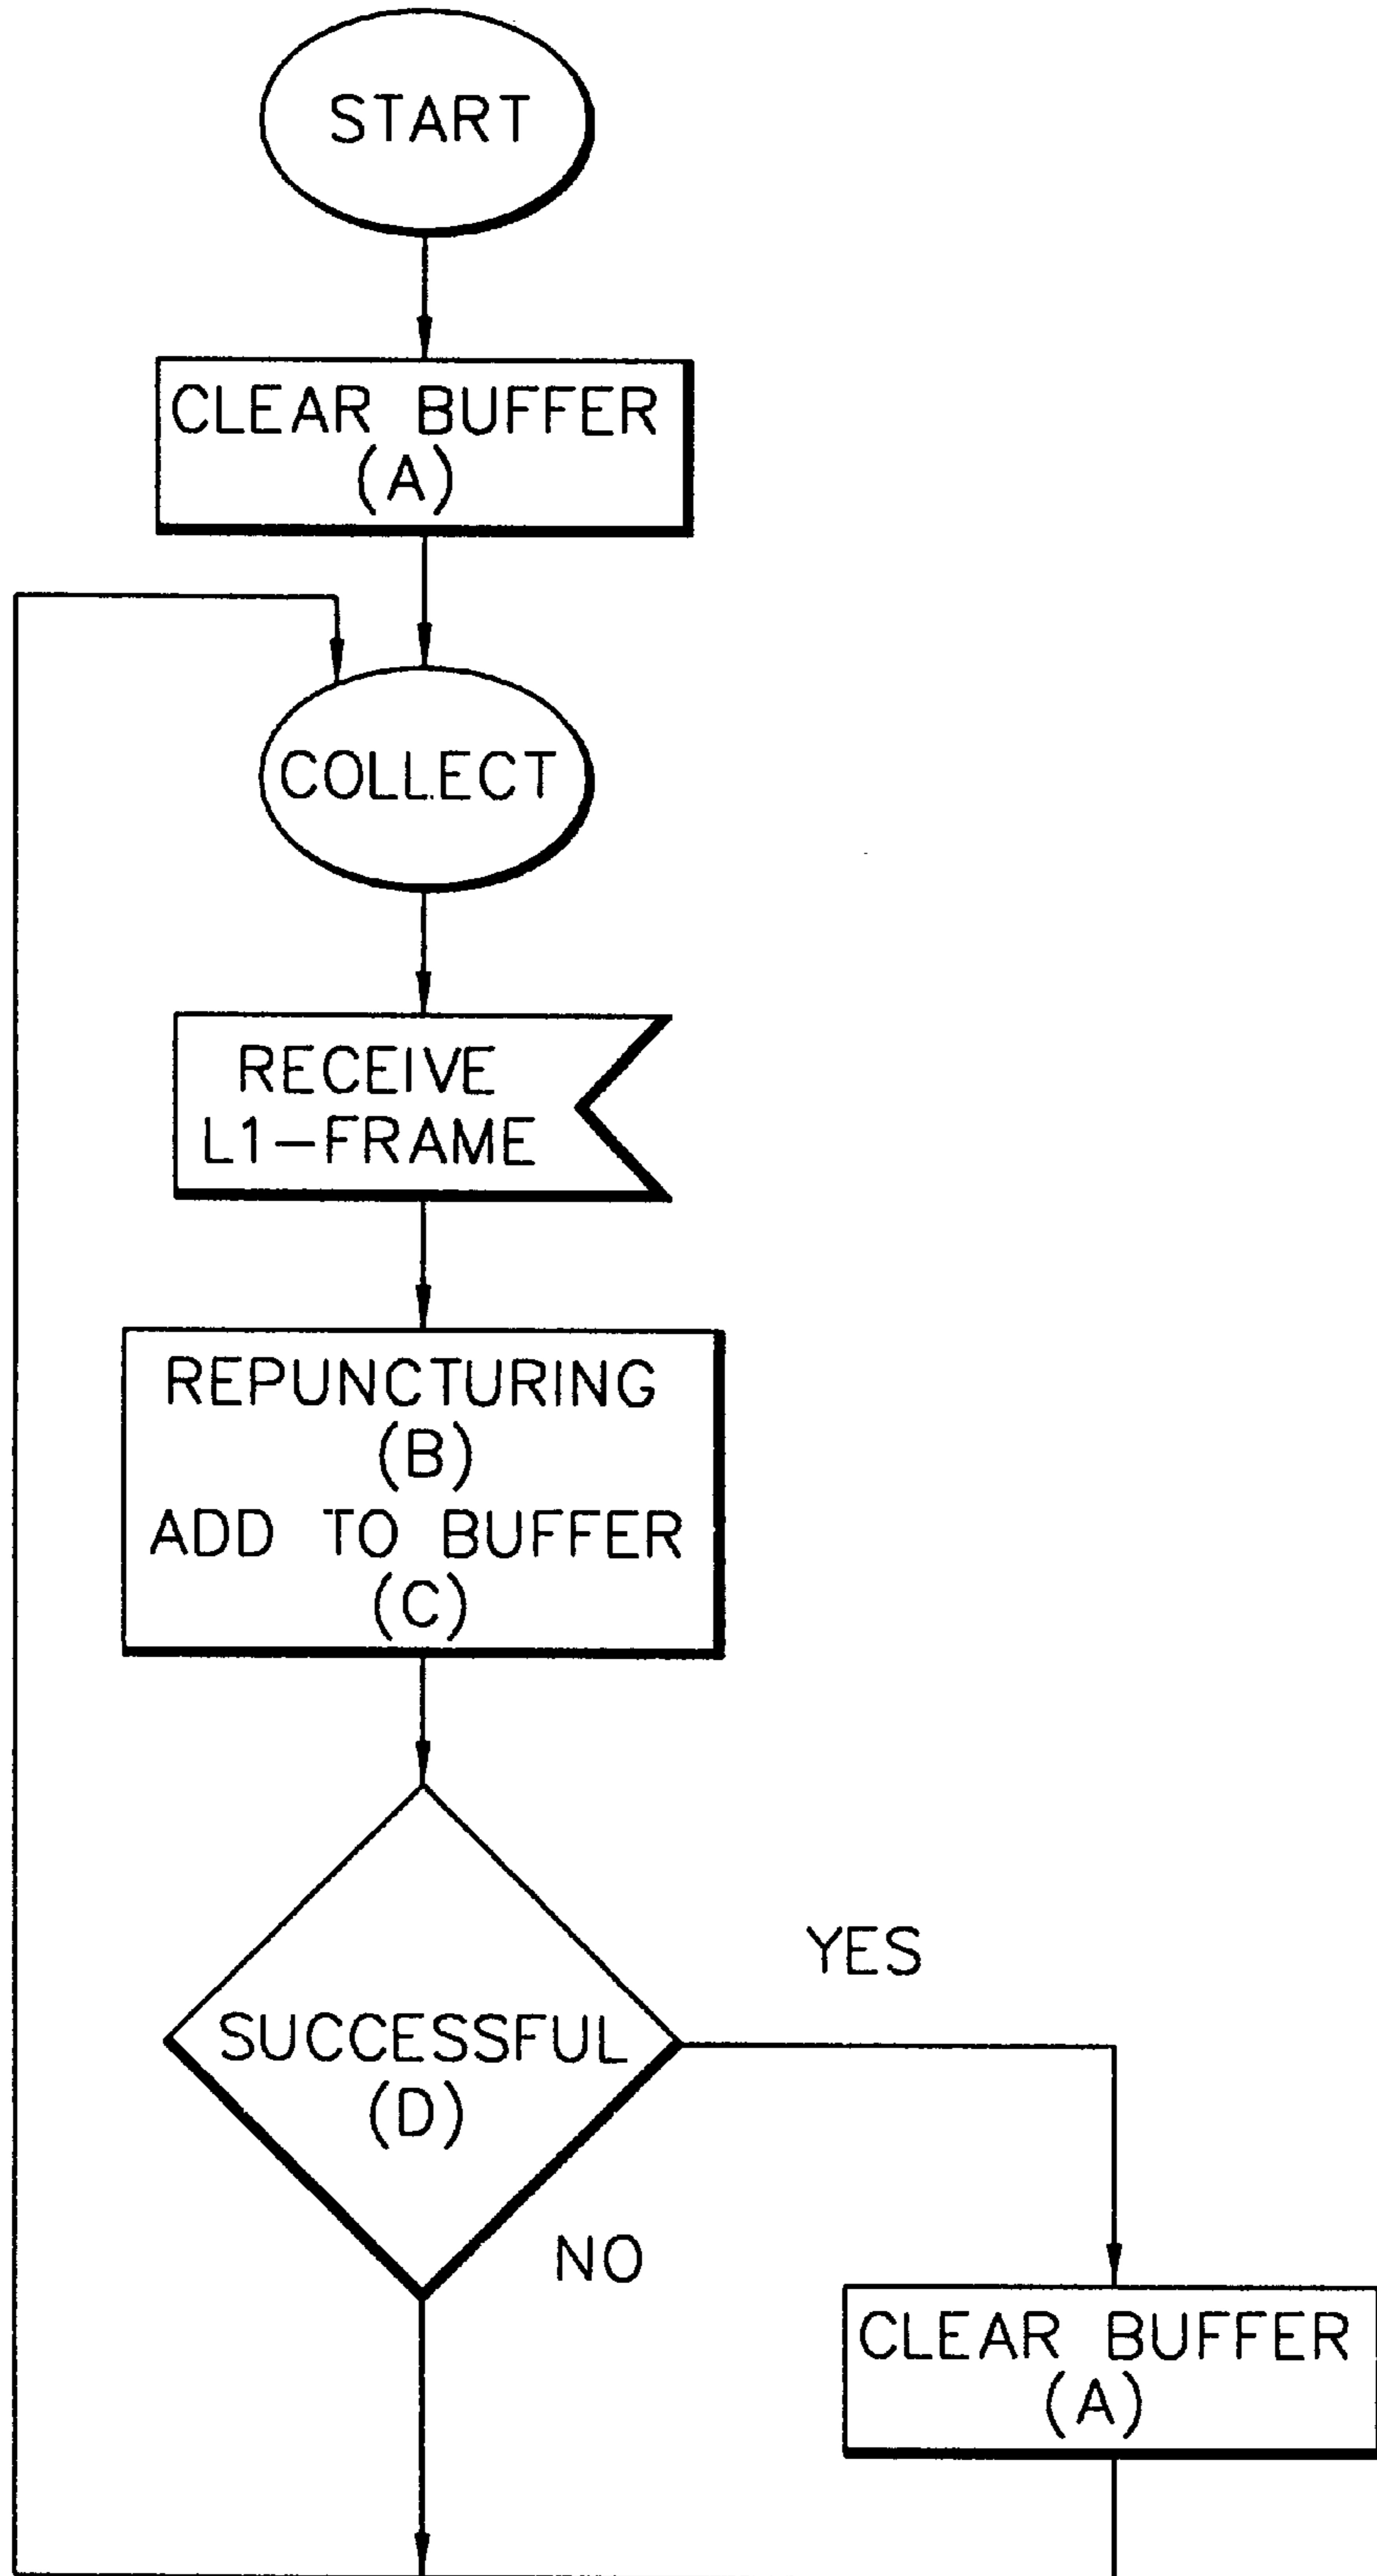 START
CLEAR BUFFER
(A)
COLLECT
RECEIVE
L1-FRAME
REPUNCTURING
(B)
ADD TO BUFFER
(C)
YES
SUCCESSFUL
(D)
NO
CLEAR BUFFER
(A)